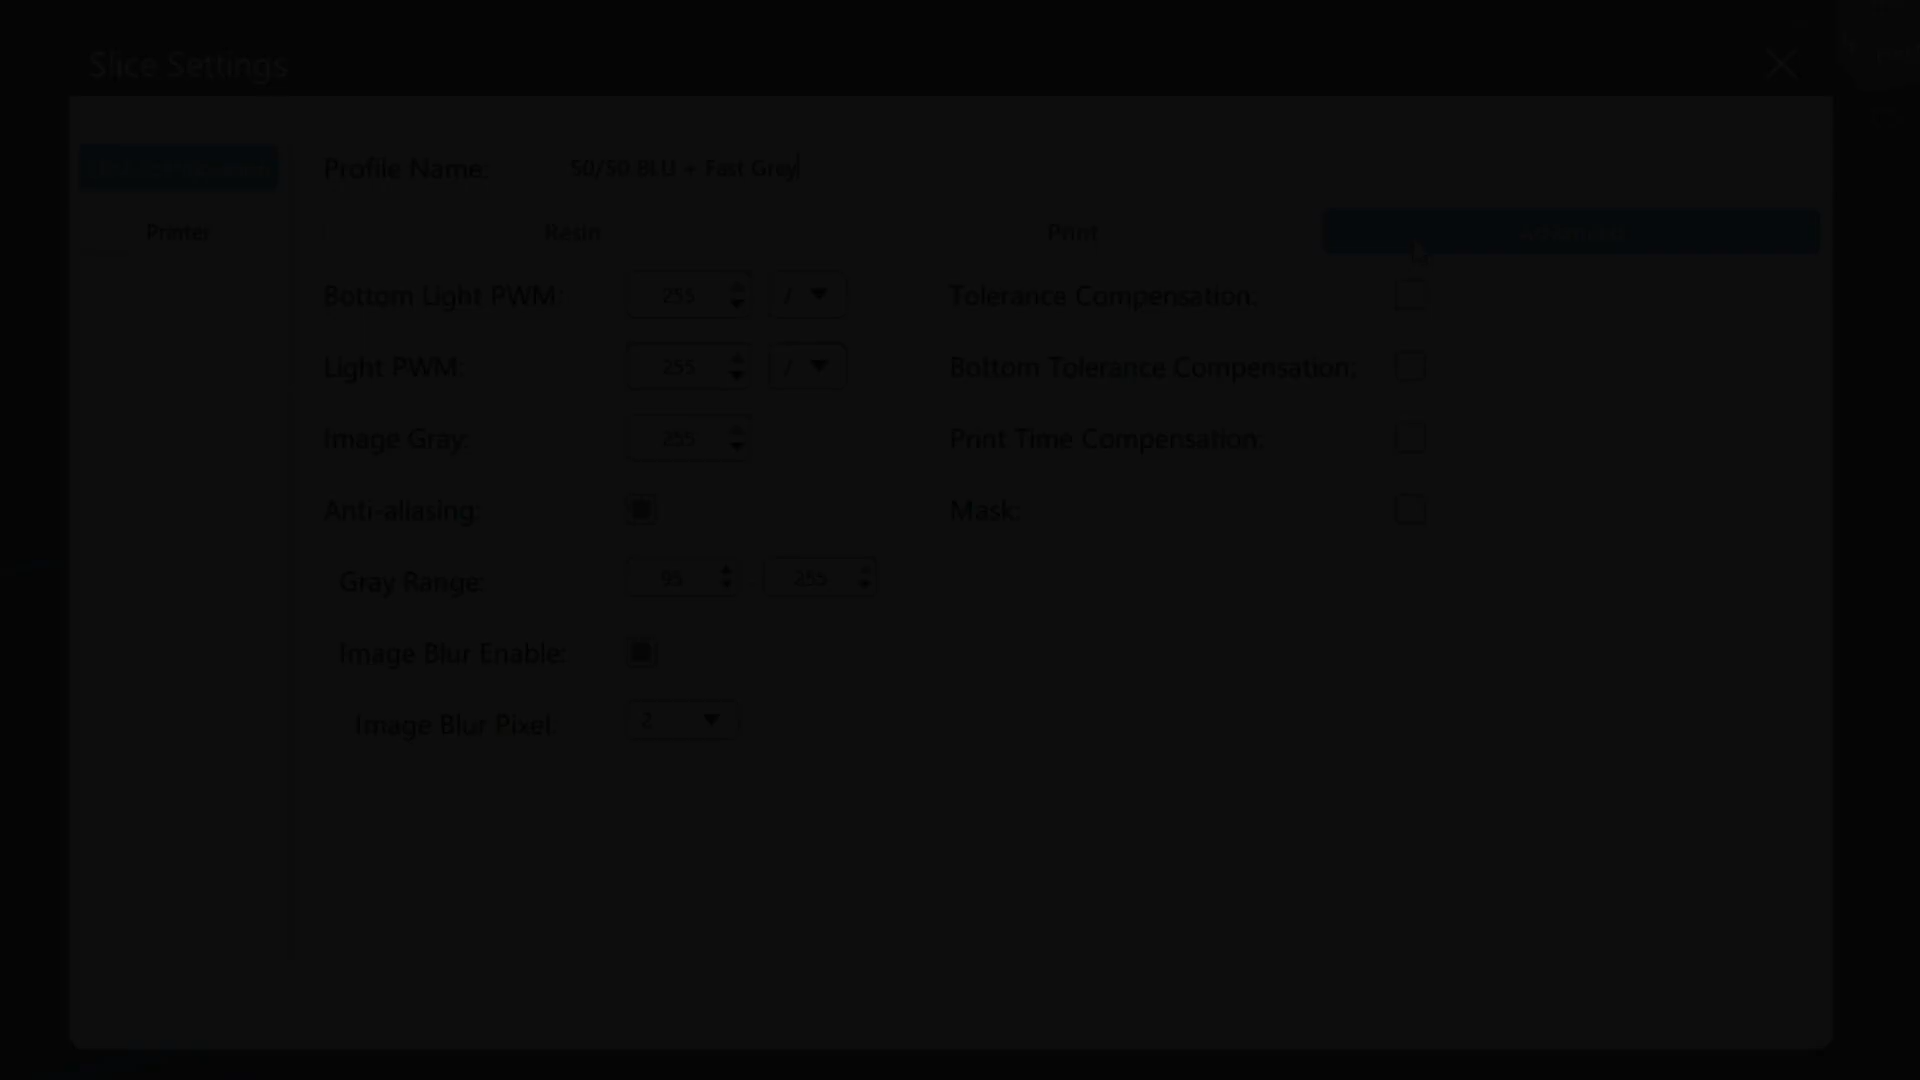 Slice Settings
Profile Name: 50/50 BLU + Fast Grey
Printer
Resin Print Advanced
Bottom Light PWM: 255 / Tolerance Compensation:
Light PWM: 255 / Bottom Tolerance Compensation:
Image Gray: 255 Print Time Compensation:
Anti-aliasing: Mask:
Gray Range: 95 255
Image Blur Enable:
Image Blur Pixel: 2